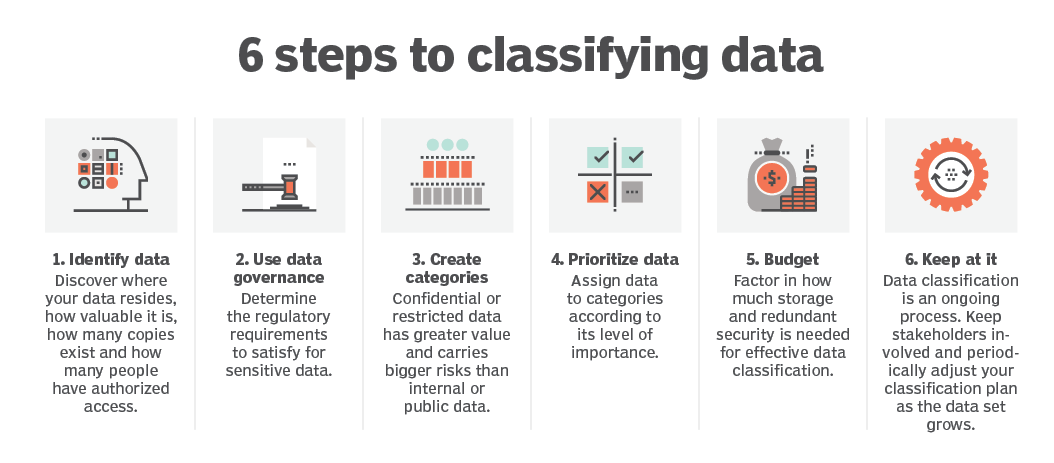 6 steps to classifying data
1. Identify data
Discover where
your data resides,
how valuable it is,
how many copies
exist and how
many people
have authorized
access.
2. Use data
governance
Determine
the regulatory
requirements
to satisfy for
sensitive data.
3. Create
categories
Confidential or
restricted data
has greater value
and carries
bigger risks than
internal or
public data.
4. Prioritize data
Assign data
to categories
according to
its level of
importance.
5. Budget
Factor in how
much storage
and redundant
security is needed
for effective data
classification.
6. Keep at it
Data classification
is an ongoing
process. Keep
stakeholders in-
volved and period-
ically adjust your
classification plan
as the data set
grows.